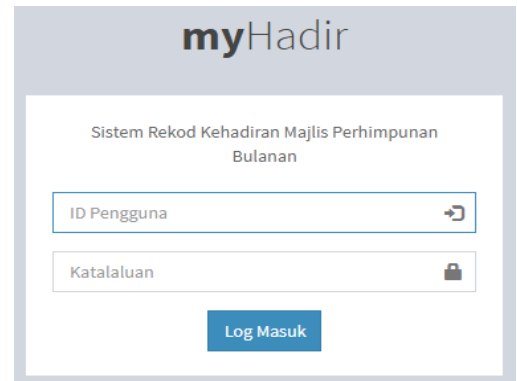 myHadir
Sistem Rekod Kehadiran Majlis Perhimpunan
Bulanan
ID Pengguna
Katalaluan
Log Masuk